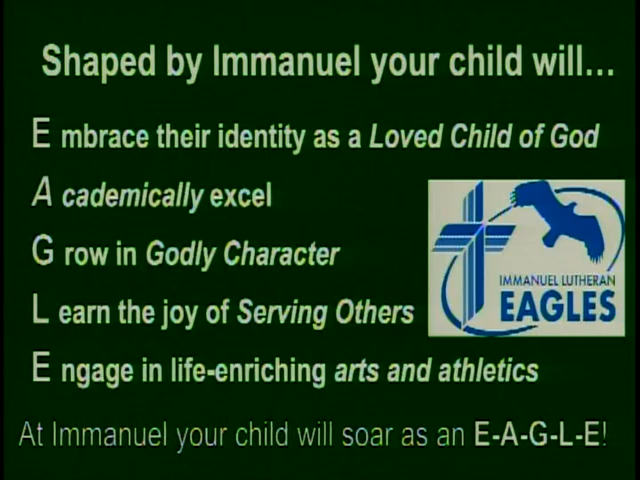 Shaped by Immanuel your child will...
E mbrace their identity as a Loved Child of God
A cademically excel
G row in Godly Character
L earn the joy of Serving Others
E ngage in life-enriching arts and athletics
IMMANUEL LUTHERAN
EAGLES
At Immanuel your child will soar as an E-A-G-L-E!